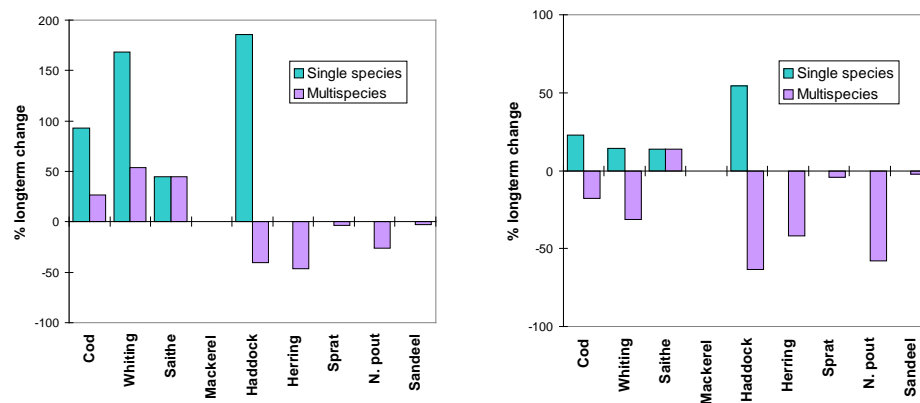 200
150
100
50
0
-50
-100
% longterm change
Single species
Multispecies
Cod
Whiting
Saithe
Mackerel
Haddock
Herring
Sprat
N. pout
Sandeel
100
50
0
-50
-100
% longterm change
Single species
Multispecies
Cod
Whiting
Saithe
Mackerel
Haddock
Herring
Sprat
N. pout
Sandeel